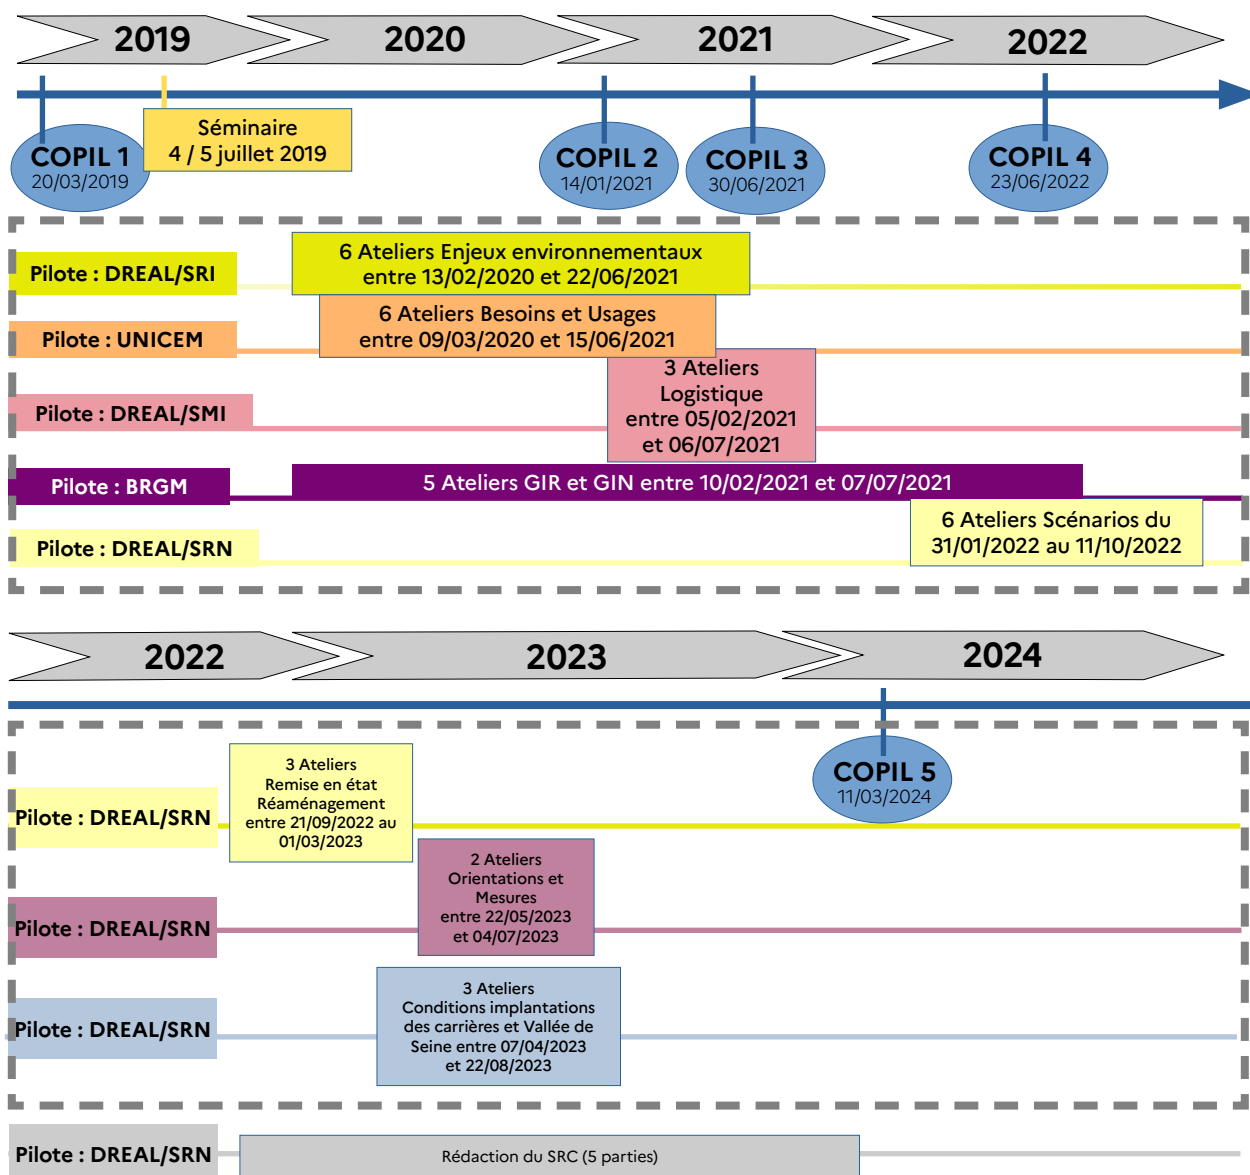 2019
2020
2021
2022
Séminaire
4 / 5 juillet 2019
COPIL 1
20/03/2019
COPIL 2
14/01/2021
COPIL 3
30/06/2021
COPIL 4
23/06/2022
Pilote : DREAL/SRI
6 Ateliers Enjeux environnementaux
entre 13/02/2020 et 22/06/2021
Pilote : UNICEM
6 Ateliers Besoins et Usages
entre 09/03/2020 et 15/06/2021
Pilote : DREAL/SMI
3 Ateliers
Logistique
entre 05/02/2021
et 06/07/2021
Pilote : BRGM
5 Ateliers GIR et GIN entre 10/02/2021 et 07/07/2021
Pilote : DREAL/SRN
6 Ateliers Scénarios du
31/01/2022 au 11/10/2022
2022
2023
2024
COPIL 5
11/03/2024
Pilote : DREAL/SRN
3 Ateliers
Remise en état
Réaménagement
entre 21/09/2022 au
01/03/2023
Pilote : DREAL/SRN
2 Ateliers
Orientations et
Mesures
entre 22/05/2023
et 04/07/2023
Pilote : DREAL/SRN
3 Ateliers
Conditions implantations
des carrières et Vallée de
Seine entre 07/04/2023
et 22/08/2023
Pilote : DREAL/SRN
Rédaction du SRC (5 parties)